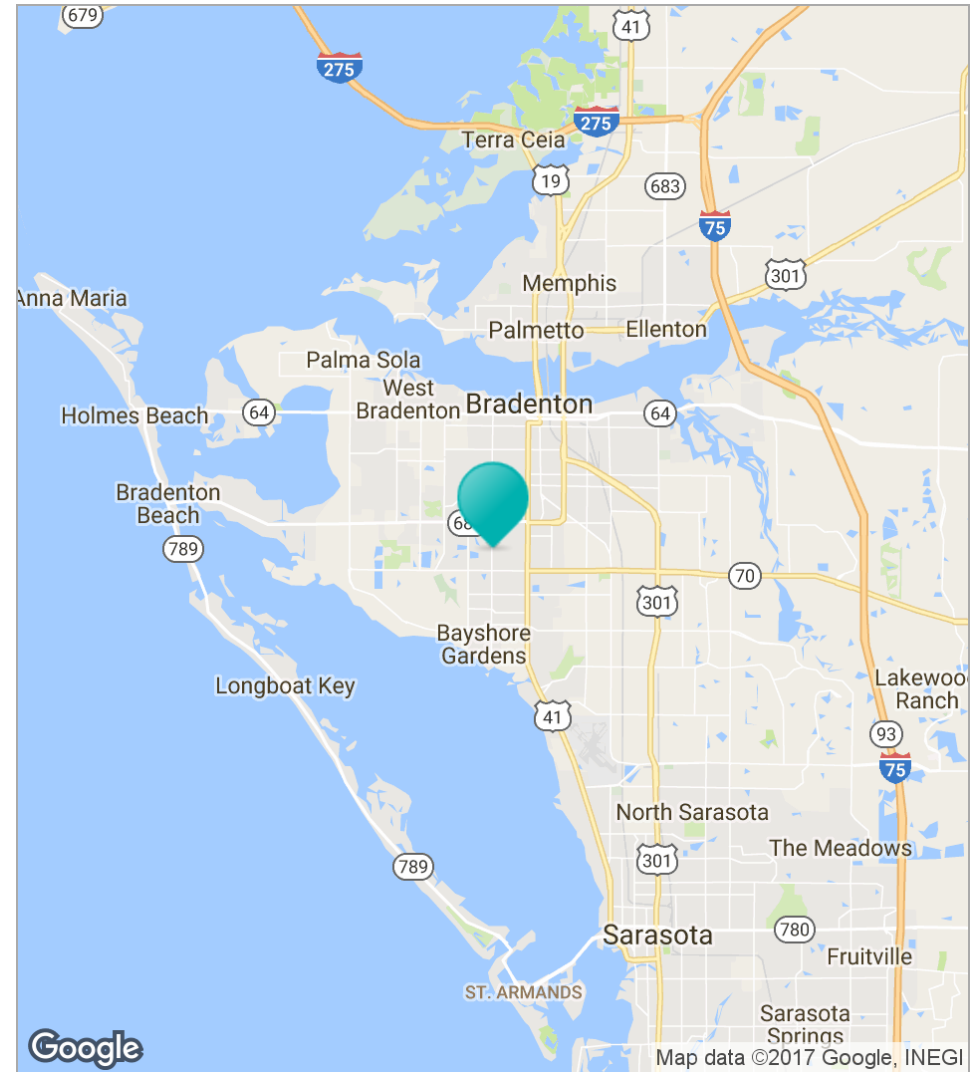 679
41
275
275
Terra Ceia
19
683
75
301
Memphis
Anna Maria
Palmetto
Ellenton
Palma Sola
West
Bradenton
Bradenton
64
64
Holmes Beach
Bradenton
Beach
68
789
70
301
Bayshore
Gardens
Longboat Key
Lakewoo
Ranch
41
93
75
North Sarasota
The Meadows
301
789
Sarasota
780
Fruitville
ST. ARMANDS
Sarasota
Springs
Google
Map data ©2017 Google, INEGI